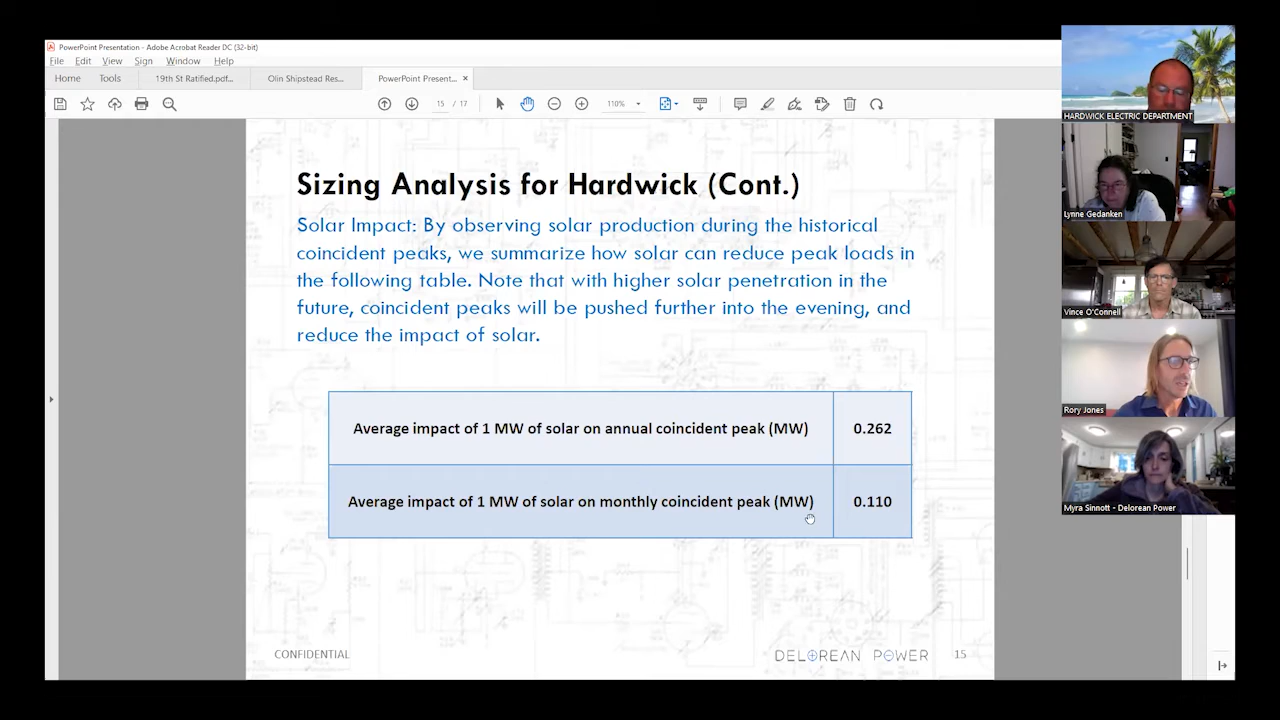 PowerPoint Presentation - Adobe Acrobat Reader DC (32-bit)
File Edit View Sign Window Help
Home Tools 19th St Ratified.pdf... Olin Shipstead Res... PowerPoint Present... ×
15 / 17 110%
Sizing Analysis for Hardwick (Cont.)
Solar Impact: By observing solar production during the historical
coincident peaks, we summarize how solar can reduce peak loads in
the following table. Note that with higher solar penetration in the
future, coincident peaks will be pushed further into the evening, and
reduce the impact of solar.
Average impact of 1 MW of solar on annual coincident peak (MW) 0.262
Average impact of 1 MW of solar on monthly coincident peak (MW) 0.110
CONFIDENTIAL DELOREAN POWER 15
HARDWICK ELECTRIC DEPARTMENT
Lynne Gedanken
Vince O'Connell
Rory Jones
Myra Sinnott - Delorean Power